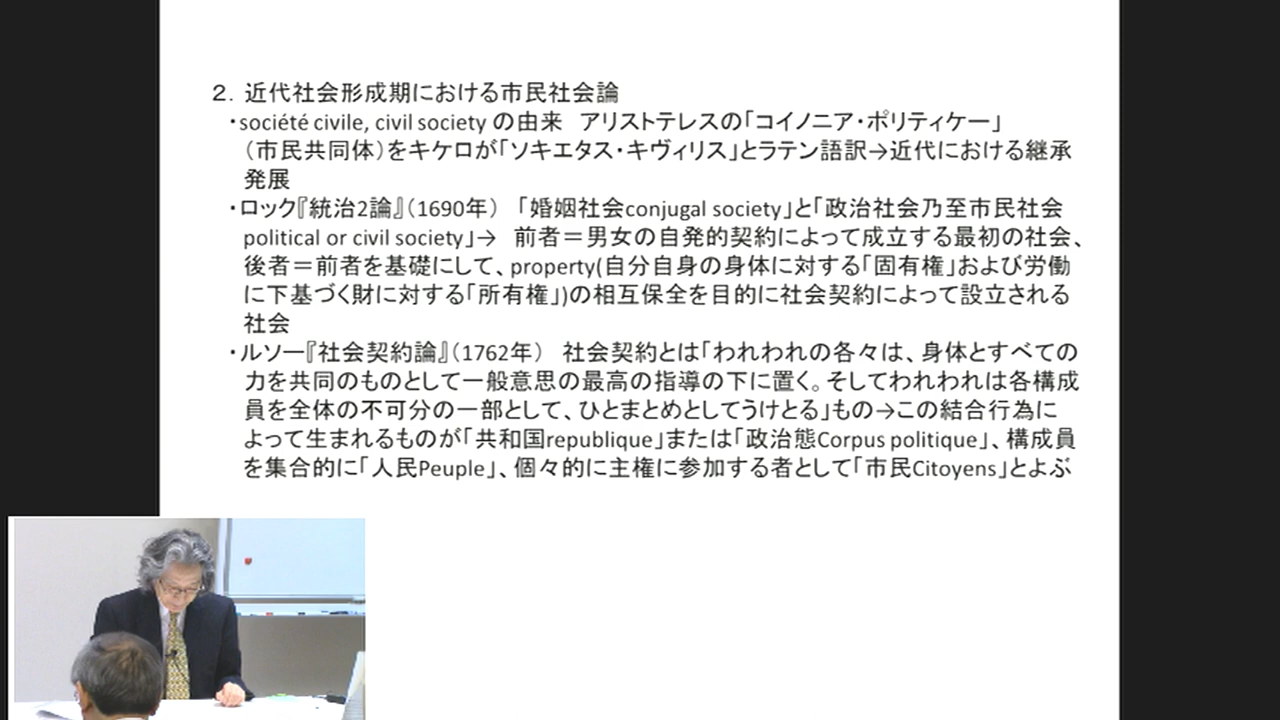 ２．近代社会形成期における市民社会論
・société civile, civil society の由来　アリストテレスの「コイノニア・ポリティケー」
（市民共同体）をキケロが「ソキエタス・キヴィリス」とラテン語訳→近代における継承
発展
・ロック『統治2論』（1690年）　「婚姻社会conjugal society」と「政治社会乃至市民社会
political or civil society」→　前者＝男女の自発的契約によって成立する最初の社会、
後者＝前者を基礎にして、property(自分自身の身体に対する「固有権」および労働
に下基づく財に対する「所有権」)の相互保全を目的に社会契約によって設立される
社会
・ルソー『社会契約論』（1762年）　社会契約とは「われわれの各々は、身体とすべての
力を共同のものとして一般意思の最高の指導の下に置く。そしてわれわれは各構成
員を全体の不可分の一部として、ひとまとめとしてうけとる」もの→この結合行為に
よって生まれるものが「共和国republique」または「政治態Corpus politique」、構成員
を集合的に「人民Peuple」、個々的に主権に参加する者として「市民Citoyens」とよぶ